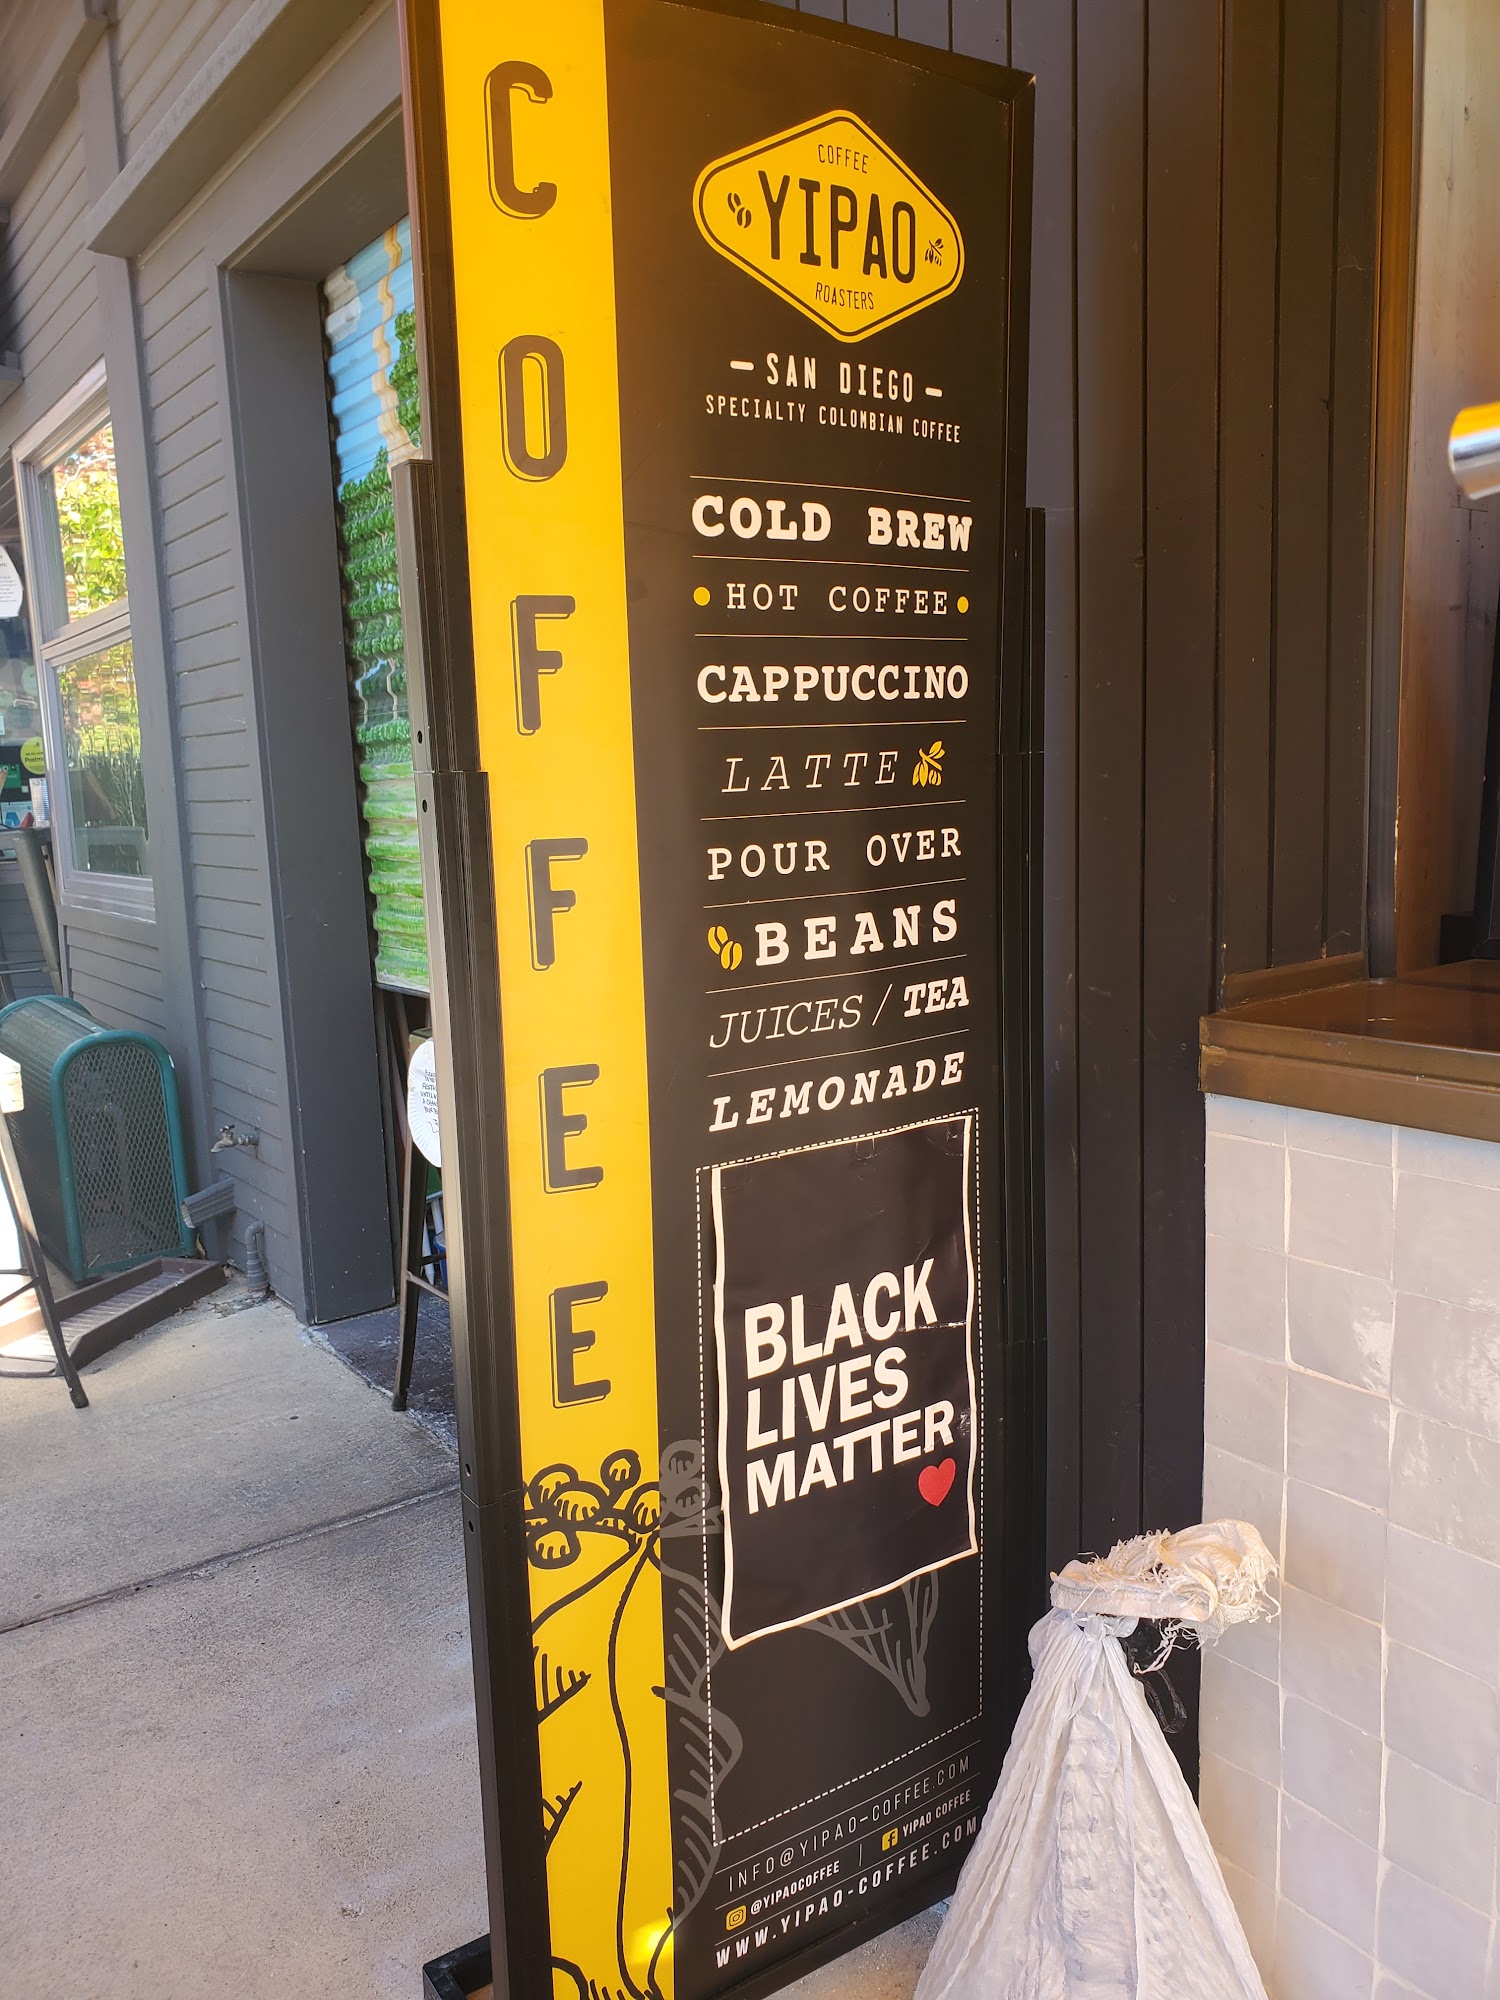 COFFEE
COFFEE
YIPAO
ROASTERS
— SAN DIEGO —
SPECIALTY COLOMBIAN COFFEE
COLD BREW
• HOT COFFEE •
CAPPUCCINO
LATTE
POUR OVER
BEANS
JUICES / TEA
LEMONADE
BLACK
LIVES
MATTER
INFO@YIPAO-COFFEE.COM
@YIPAOCOFFEE | YIPAO COFFEE
WWW.YIPAO-COFFEE.COM